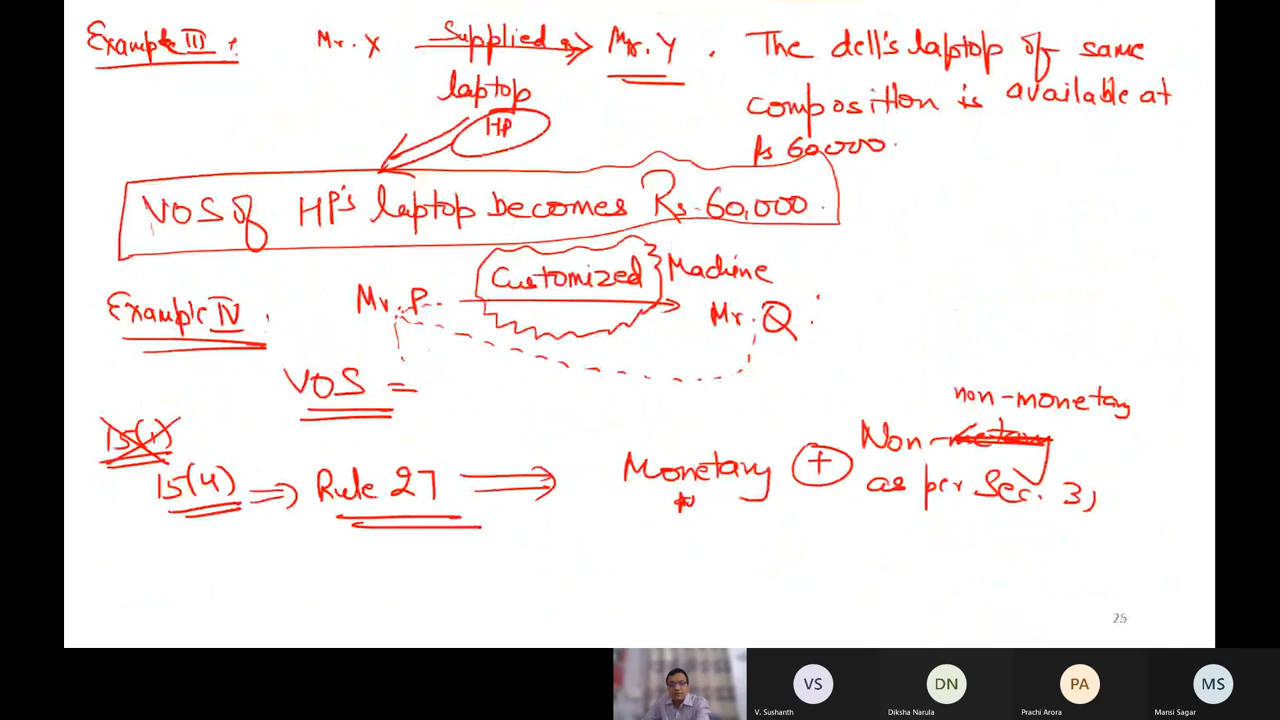 Example III : Mr. X Supplied a Mr. Y . The dell's laptop of same
laptop composition is available at
HP Rs 60,000.
VOS of HP's laptop becomes Rs. 60,000.
Customized Machine
Example IV : Mr. P Mr. Q :
VOS =
non-monetary
15(1) Monetary + Non-
15(4) ⇒ Rule 27 as per Sec. 3,
25
VS DN PA MS
V. Sushanth Diksha Narula Prachi Arora Mansi Sagar